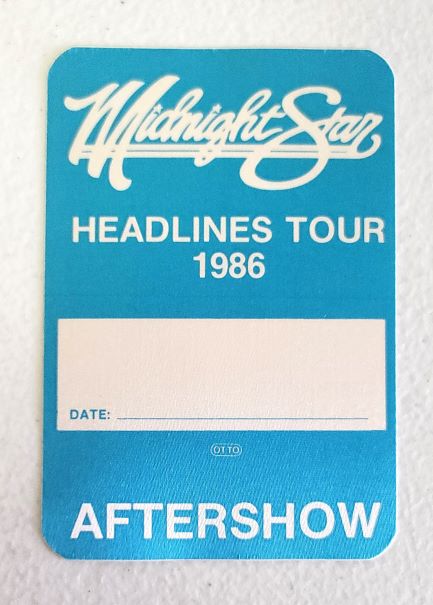 Midnight Star
HEADLINES TOUR
1986
DATE:
OTTO
AFTERSHOW